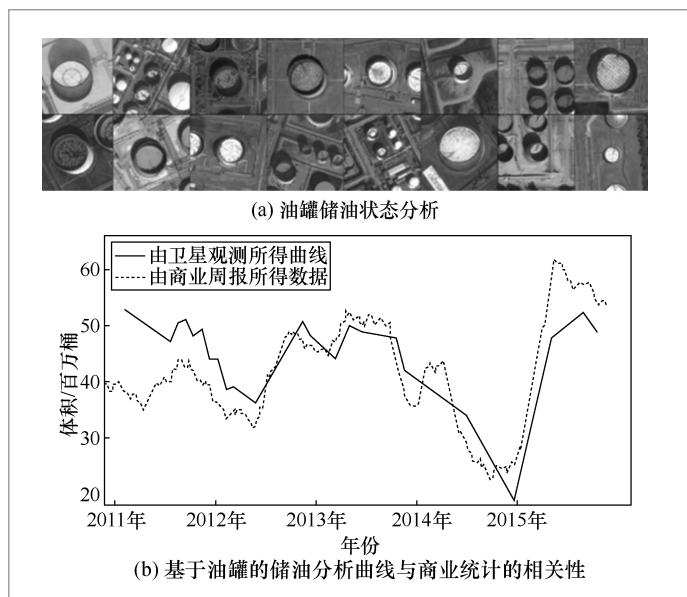 (a) 油罐储油状态分析
由卫星观测所得曲线
由商业周报所得数据
体积/百万桶
60
50
40
30
20
2011年 2012年 2013年 2014年 2015年
年份
(b) 基于油罐的储油分析曲线与商业统计的相关性